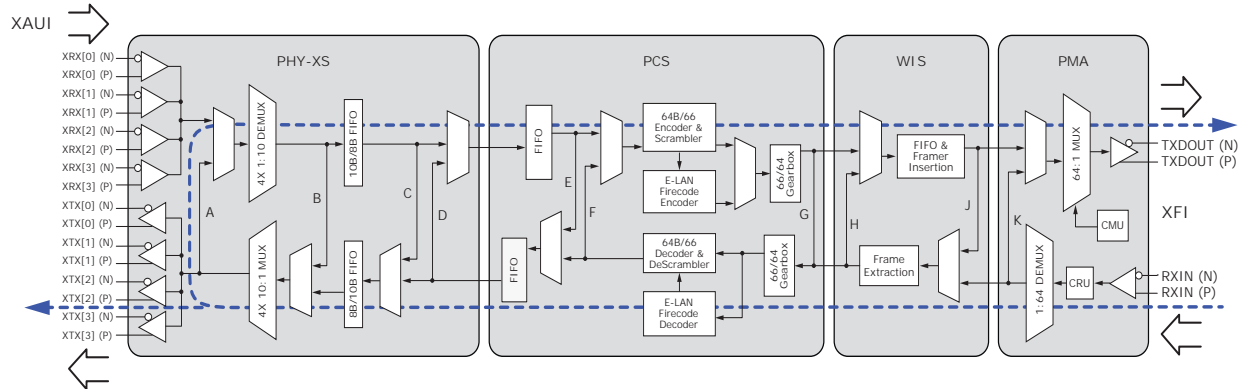 XAUI
PHY-XS
PCS
WIS
PMA
XRX[0] (N)
XRX[0] (P)
XRX[1] (N)
XRX[1] (P)
XRX[2] (N)
XRX[2] (P)
XRX[3] (N)
XRX[3] (P)
XTX[0] (N)
XTX[0] (P)
XTX[1] (N)
XTX[1] (P)
XTX[2] (N)
XTX[2] (P)
XTX[3] (N)
XTX[3] (P)
A
4X 1:10 DEMUX
4X 10:1 MUX
B
10B/8B FIFO
8B/10B FIFO
C
D
FIFO
FIFO
E
F
64B/66
Encoder &
Scrambler
E-LAN
Firecode
Encoder
64B/66
Decoder &
DeScrambler
E-LAN
Firecode
Decoder
66/64
Gearbox
66/64
Gearbox
G
H
FIFO &
Framer
Insertion
Frame
Extraction
J
K
64:1 MUX
1:64 DEMUX
CMU
CRU
TXDOUT (N)
TXDOUT (P)
XFI
RXIN (N)
RXIN (P)